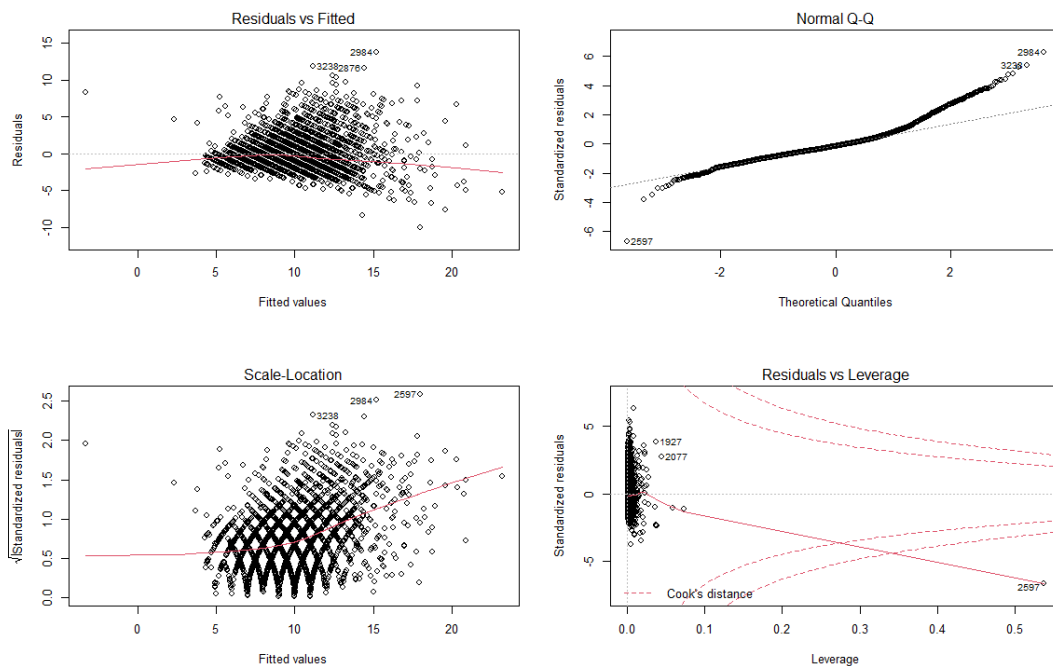 Residuals vs Fitted
Residuals
-10 -5 0 5 10 15
2984
3238 2876
0 5 10 15 20
Fitted values
Normal Q-Q
Standardized residuals
-6 -4 -2 0 2 4 6
2984
3238
2597
-2 0 2
Theoretical Quantiles
Scale-Location
√|Standardized residuals|
0.0 0.5 1.0 1.5 2.0 2.5
2597
2984
3238
0 5 10 15 20
Fitted values
Residuals vs Leverage
Standardized residuals
-5 0 5
1927
2077
2597
Cook's distance
0.0 0.1 0.2 0.3 0.4 0.5
Leverage